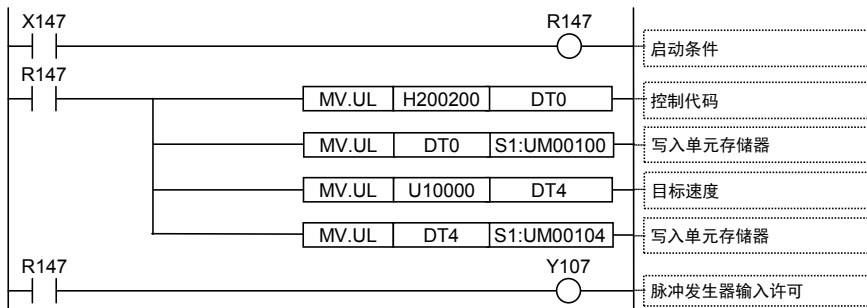 X147 R147
启动条件
R147
MV.UL H200200 DT0 控制代码
MV.UL DT0 S1:UM00100 写入单元存储器
MV.UL U10000 DT4 目标速度
MV.UL DT4 S1:UM00104 写入单元存储器
R147 Y107
脉冲发生器输入许可